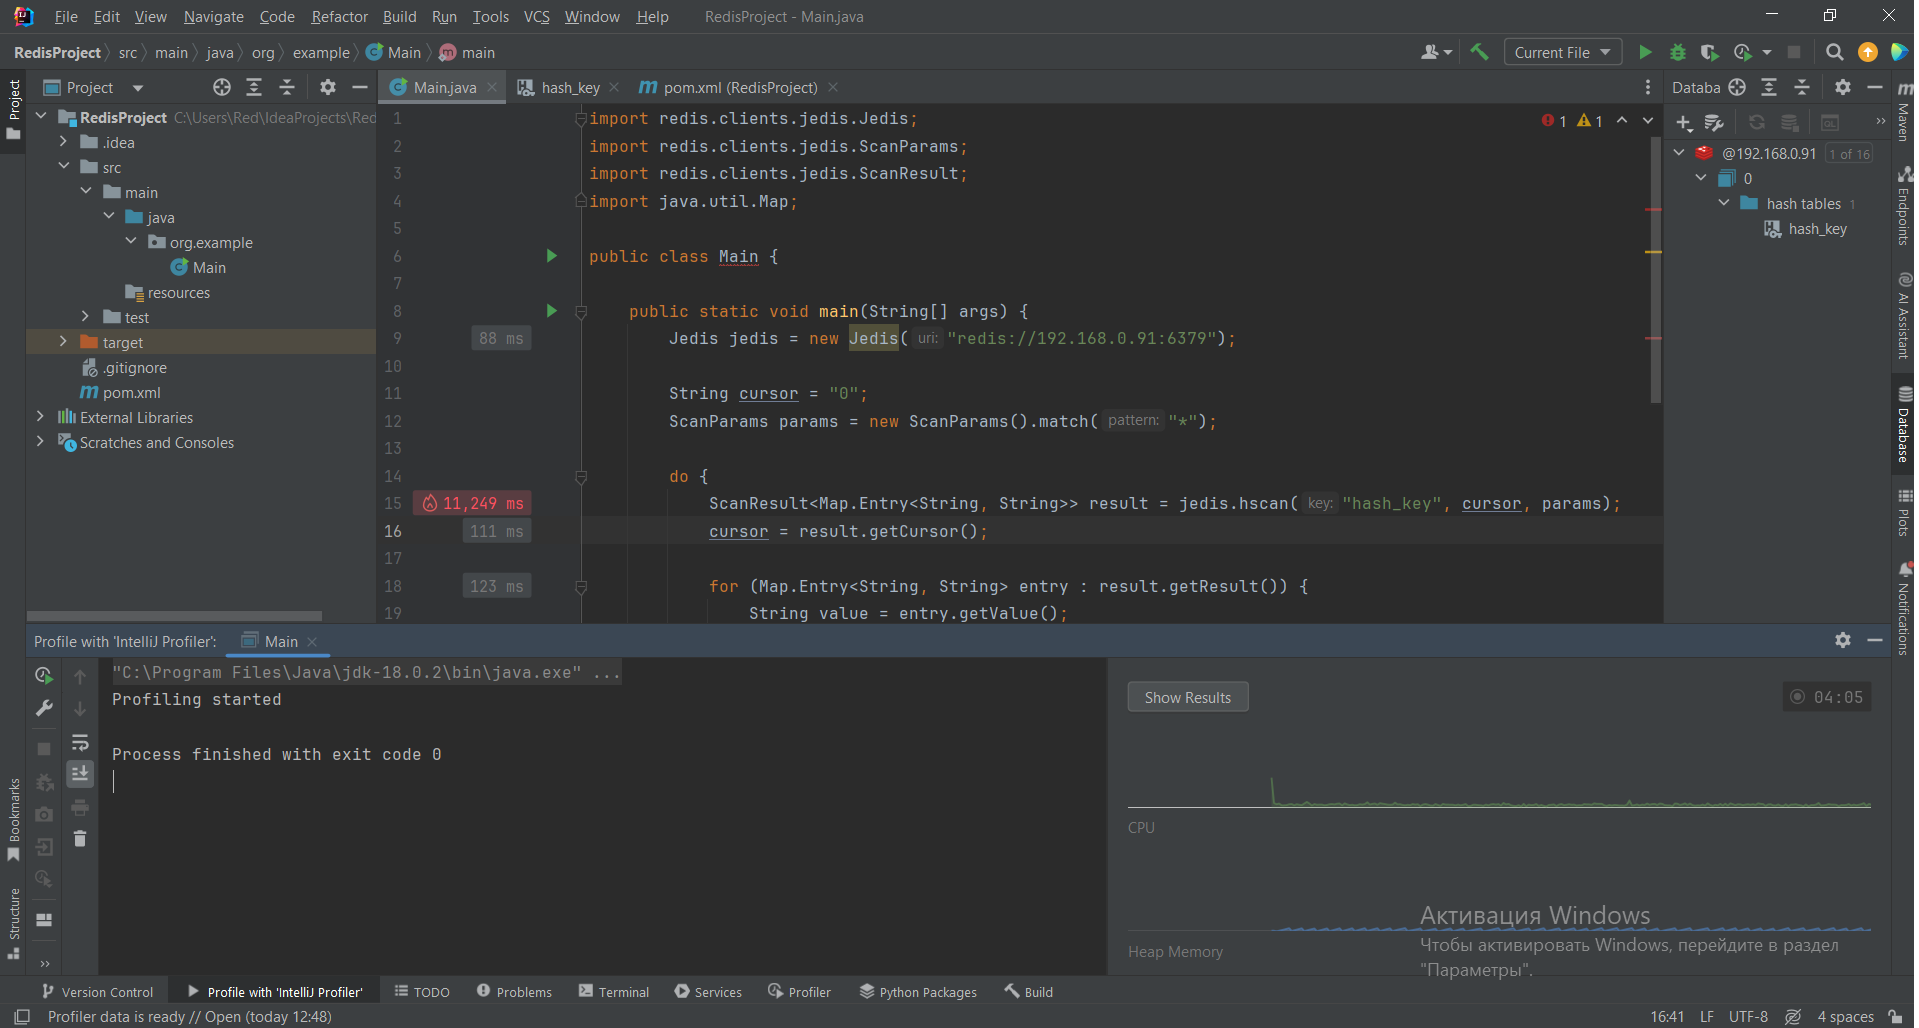 File Edit View Navigate Code Refactor Build Run Tools VCS Window Help RedisProject - Main.java
RedisProject src main java org example Main main
Current File
Project
Main.java hash_key pom.xml (RedisProject)
Databa
RedisProject C:\Users\Red\IdeaProjects\Red
.idea
src
main
java
org.example
Main
resources
test
target
.gitignore
pom.xml
External Libraries
Scratches and Consoles
1 1
1 import redis.clients.jedis.Jedis;
2 import redis.clients.jedis.ScanParams;
3 import redis.clients.jedis.ScanResult;
4 import java.util.Map;
5
6 public class Main {
7
8 public static void main(String[] args) {
9 88 ms Jedis jedis = new Jedis( uri: "redis://192.168.0.91:6379");
10
11 String cursor = "0";
12 ScanParams params = new ScanParams().match( pattern: "*");
13
14 do {
15 11,249 ms ScanResult<Map.Entry<String, String>> result = jedis.hscan( key: "hash_key", cursor, params);
16 111 ms cursor = result.getCursor();
17
18 123 ms for (Map.Entry<String, String> entry : result.getResult()) {
19 String value = entry.getValue();
QL
@192.168.0.91 1 of 16
0
hash tables 1
hash_key
Project
Bookmarks
Structure
Maven
Endpoints
AI Assistant
Database
Plots
Notifications
Profile with 'IntelliJ Profiler': Main
"C:\Program Files\Java\jdk-18.0.2\bin\java.exe" ...
Profiling started
Process finished with exit code 0
Show Results 04:05
CPU
Heap Memory
Активация Windows
Чтобы активировать Windows, перейдите в раздел
"Параметры".
Version Control Profile with 'IntelliJ Profiler' TODO Problems Terminal Services Profiler Python Packages Build
Profiler data is ready // Open (today 12:48) 16:41 LF UTF-8 4 spaces